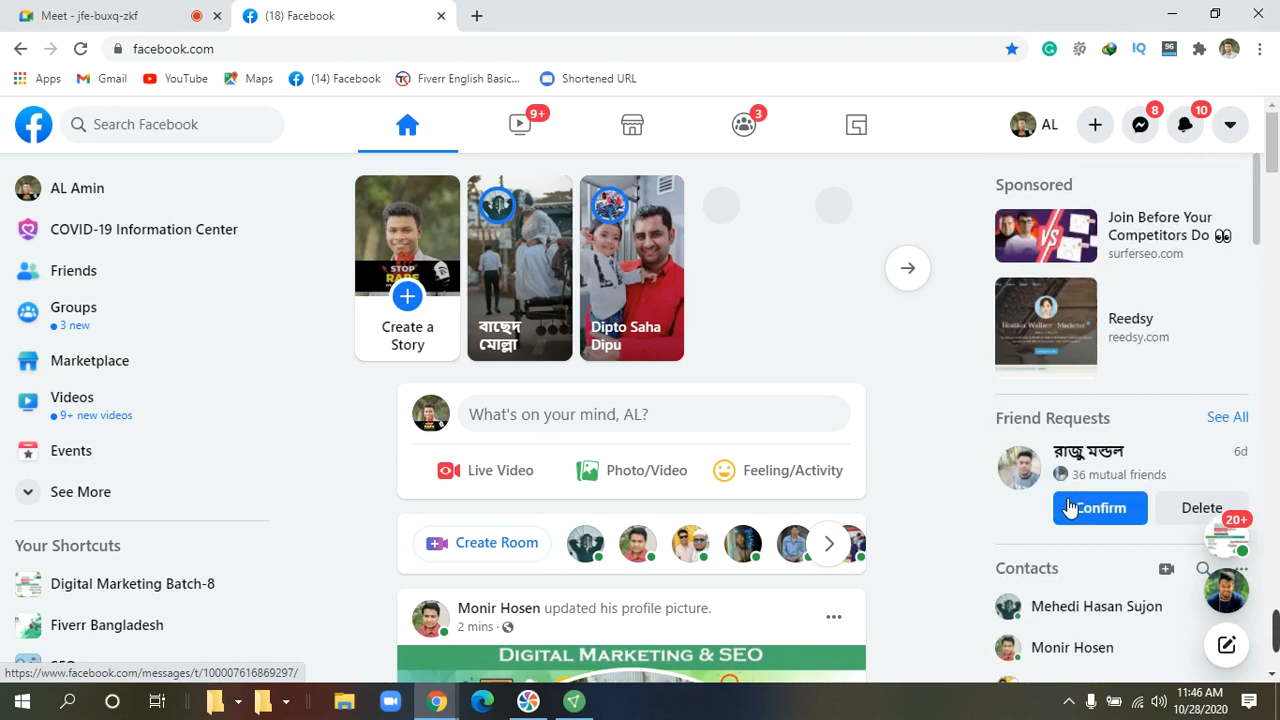 Meet - jfe-buxq-zkf
(18) Facebook
facebook.com
Apps
Gmail
YouTube
Maps
(14) Facebook
Fiverr English Basic...
Shortened URL
Search Facebook
9+
3
AL
8
10
AL Amin
COVID-19 Information Center
Friends
Groups
3 new
Marketplace
Videos
9+ new videos
Events
See More
Your Shortcuts
Digital Marketing Batch-8
Fiverr Bangladesh
https://www.facebook.com/messages/t/100007616869297/
STOP
RAPE
Create a
Story
বাছেদ
মোল্লা
Dipto Saha
Dipu
What's on your mind, AL?
Live Video
Photo/Video
Feeling/Activity
Create Room
Monir Hosen updated his profile picture.
2 mins
DIGITAL MARKETING & SEO
Sponsored
Join Before Your
Competitors Do 👀
surferseo.com
VS
Reedsy
reedsy.com
Friend Requests
See All
রাজু মন্ডল
6d
36 mutual friends
Confirm
Delete
20+
Contacts
Mehedi Hasan Sujon
Monir Hosen
11:46 AM
10/28/2020